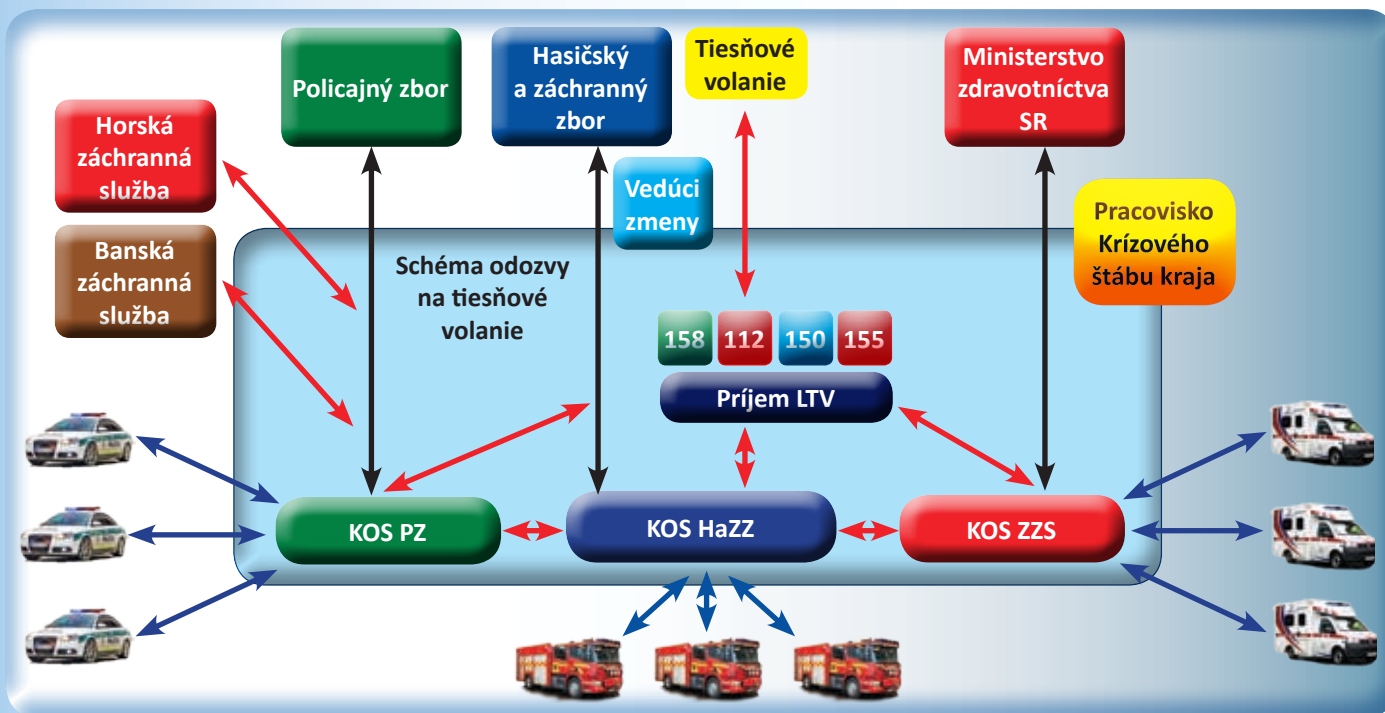 Policajný zbor
Hasičský
a záchranný
zbor
Tiesňové
volanie
Ministerstvo
zdravotníctva
SR
Horská
záchranná
služba
Vedúci
zmeny
Pracovisko
Krízového
štábu kraja
Banská
záchranná
služba
Schéma odozvy
na tiesňové
volanie
158 112 150 155
Príjem LTV
KOS PZ
KOS HaZZ
KOS ZZS